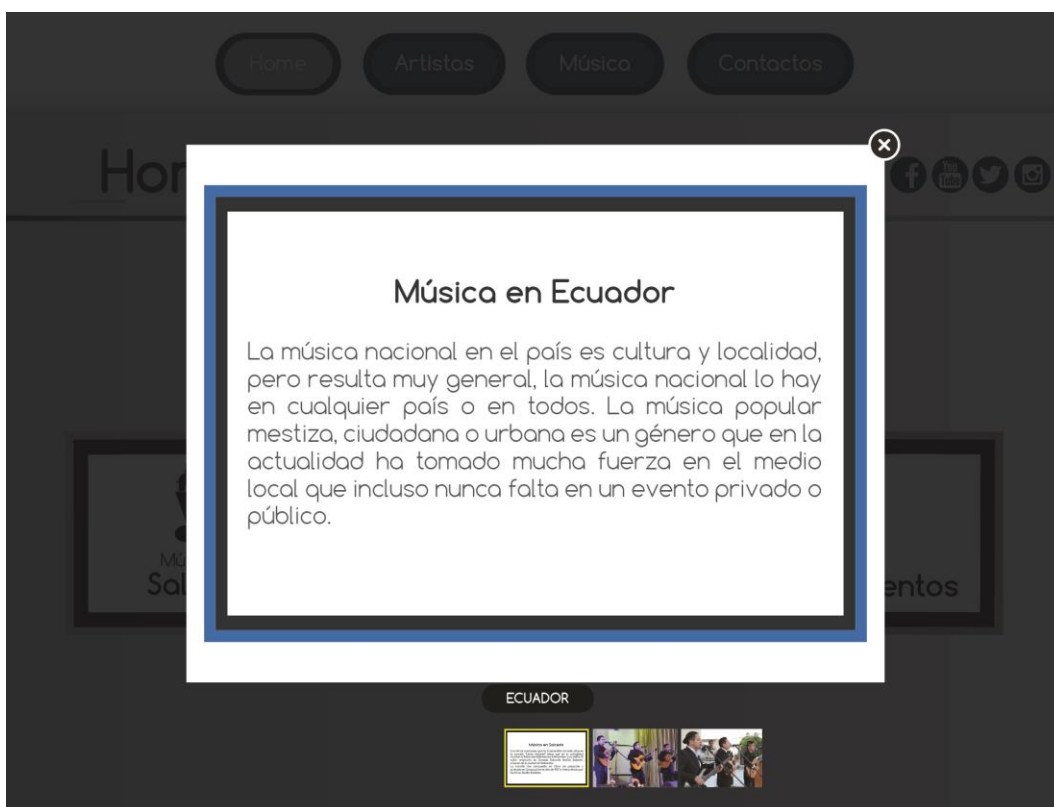 Home
Artistas
Música
Contactos
You
Tube
Música en Ecuador
La música nacional en el país es cultura y localidad,
pero resulta muy general, la música nacional lo hay
en cualquier país o en todos. La música popular
mestiza, ciudadana o urbana es un género que en la
actualidad ha tomado mucha fuerza en el medio
local que incluso nunca falta en un evento privado o
público.
ECUADOR